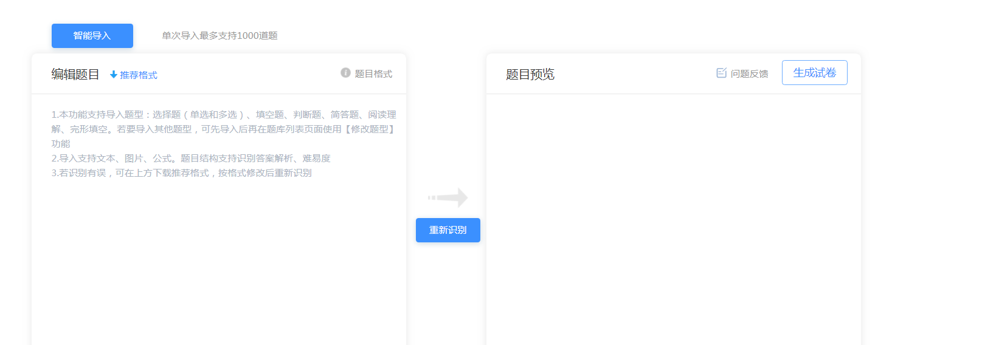 智能导入
单次导入最多支持1000道题
编辑题目
推荐格式
题目格式
1.本功能支持导入题型：选择题（单选和多选）、填空题、判断题、简答题、阅读理
解、完形填空。若要导入其他题型，可先导入后再在题库列表页面使用【修改题型】
功能
2.导入支持文本、图片、公式。题目结构支持识别答案解析、难易度
3.若识别有误，可在上方下载推荐格式，按格式修改后重新识别
重新识别
题目预览
问题反馈
生成试卷